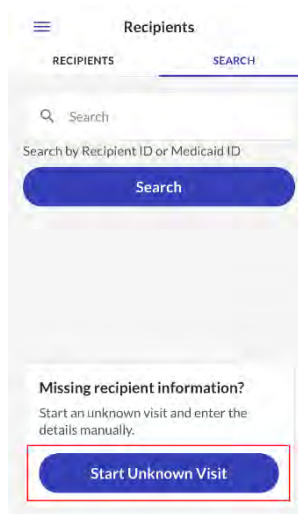 Recipients
RECIPIENTS SEARCH
Search
Search by Recipient ID or Medicaid ID
Search
Missing recipient information?
Start an unknown visit and enter the
details manually.
Start Unknown Visit